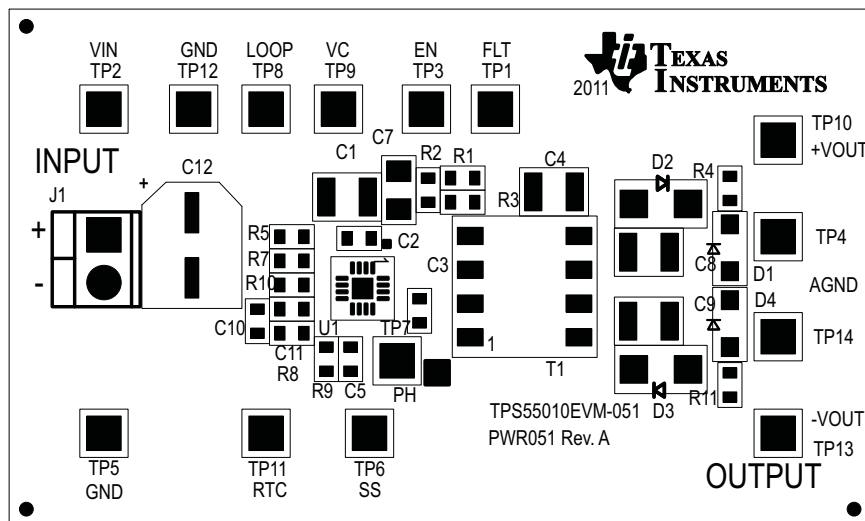 VIN
TP2
GND
TP12
LOOP
TP8
VC
TP9
EN
TP3
FLT
TP1
2011
TEXAS
INSTRUMENTS
TP10
+VOUT
INPUT
J1
+
-
+
C12
C1
C7
R2
R1
R3
C4
D2
R4
TP4
R5
C2
R7
R10
C3
C8
D1
AGND
C10
U1
TP7
C9
D4
TP14
C11
R8
R9
C5
PH
1
T1
D3
R11
TPS55010EVM-051
PWR051 Rev. A
-VOUT
TP13
OUTPUT
TP5
GND
TP11
RTC
TP6
SS